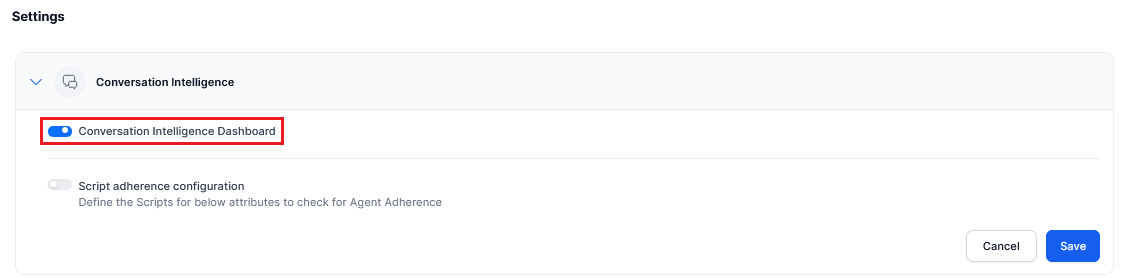 Settings
Conversation Intelligence
Conversation Intelligence Dashboard
Script adherence configuration
Define the Scripts for below attributes to check for Agent Adherence
Cancel
Save